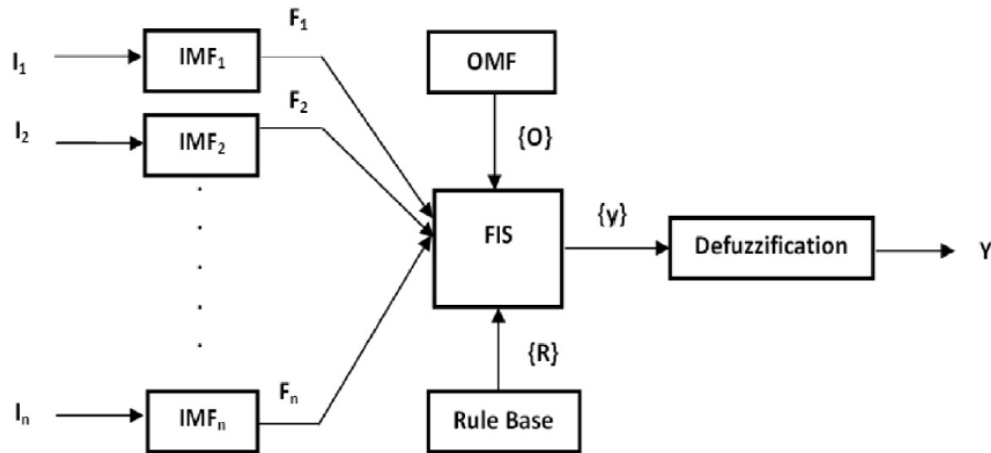 I₁
IMF₁
F₁
I₂
IMF₂
F₂
Iₙ
IMFₙ
Fₙ
OMF
{O}
FIS
{R}
Rule Base
{y}
Defuzzification
Y